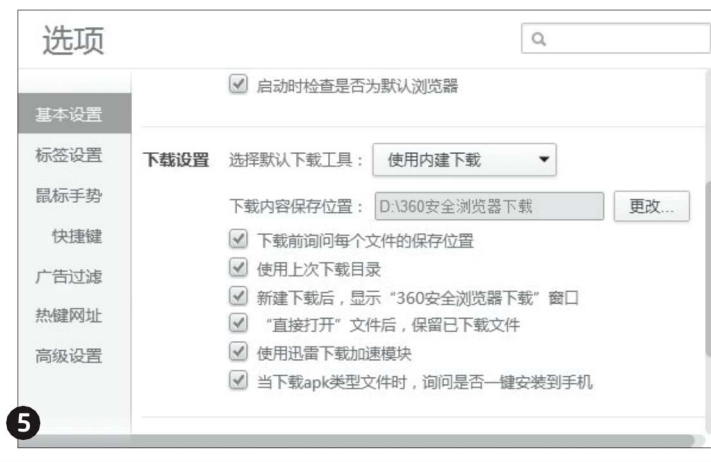 选项
启动时检查是否为默认浏览器
基本设置
标签设置
鼠标手势
快捷键
广告过滤
热键网址
高级设置
下载设置 选择默认下载工具： 使用内建下载
下载内容保存位置： D:\360安全浏览器下载 更改...
下载前询问每个文件的保存位置
使用上次下载目录
新建下载后，显示“360安全浏览器下载”窗口
“直接打开”文件后，保留已下载文件
使用迅雷下载加速模块
当下载apk类型文件时，询问是否一键安装到手机
5